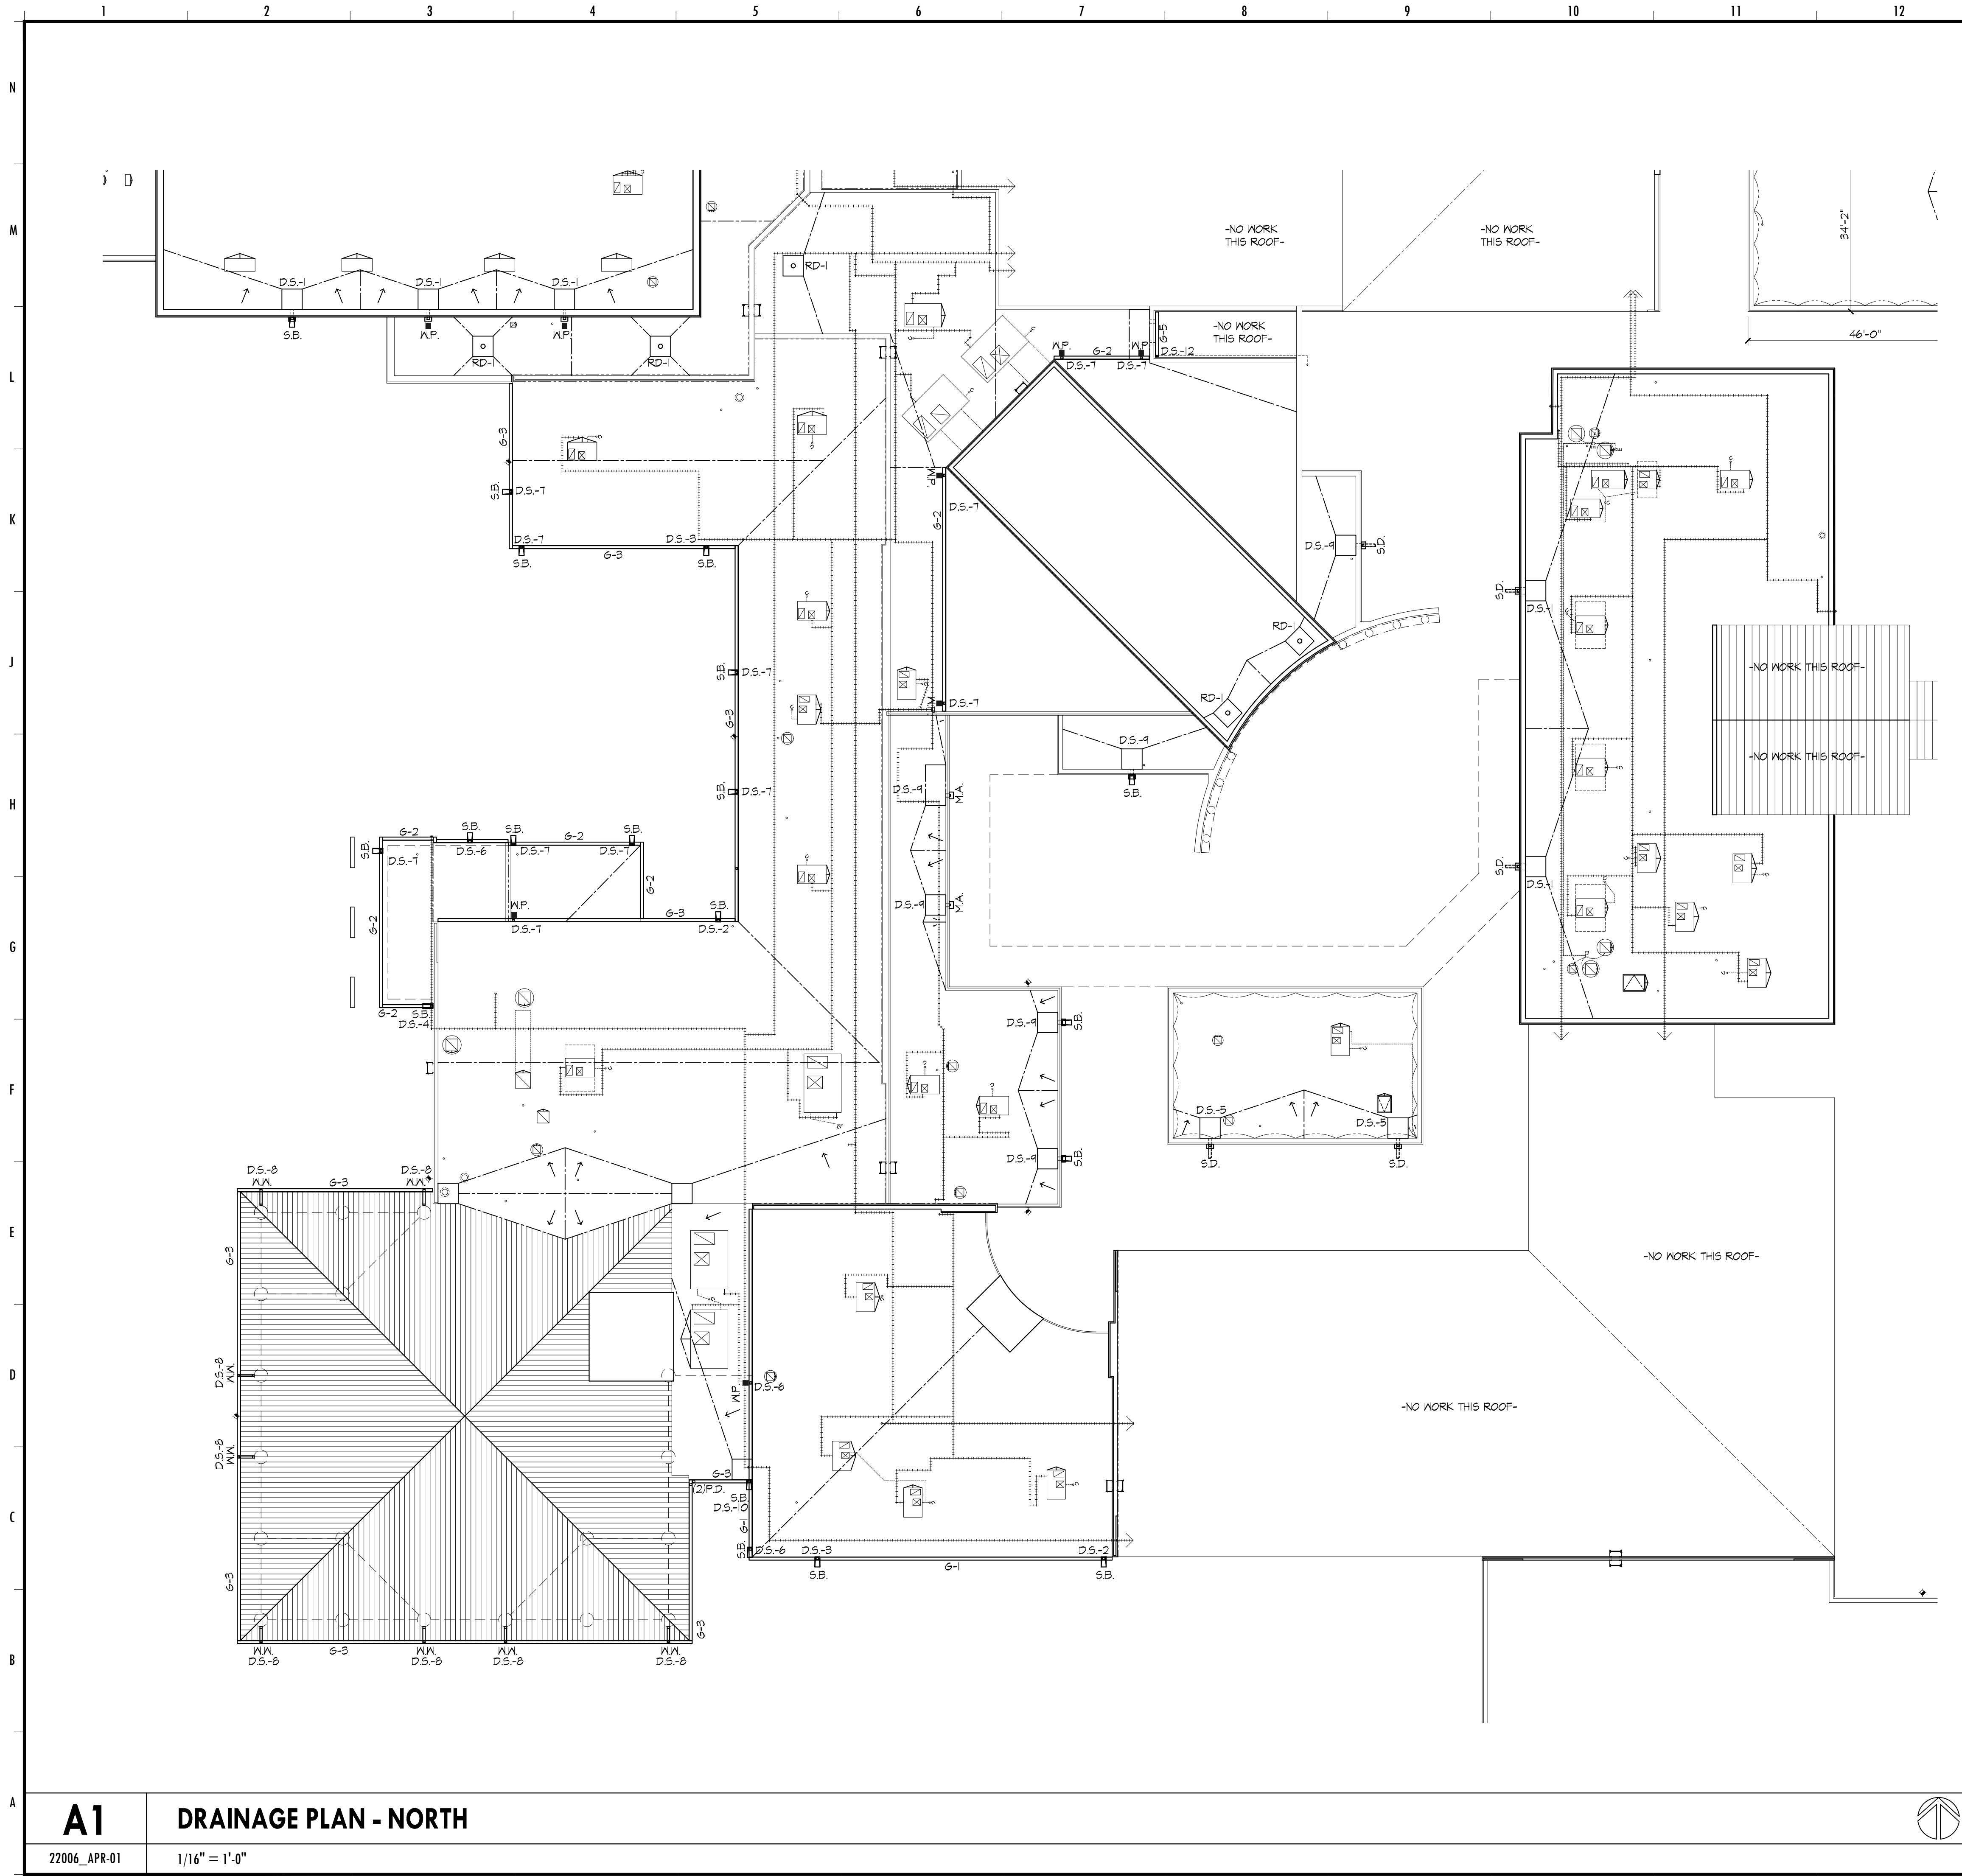 1 2 3 4 5 6 7 8 9 10 11 12
N
M
-NO WORK
THIS ROOF-
-NO WORK
THIS ROOF-
34'-2"
RD-1
D.S.-1 D.S.-1 D.S.-1
S.B. W.P. W.P.
RD-1 RD-1
-NO WORK
THIS ROOF-
G-5
46'-0"
L
W.P. G-2 W.P. D.S.-12
D.S.-7 D.S.-7
G-3
W.P.
S.B. D.S.-7
D.S.-7
K
G-2
D.S.-7 D.S.-3
S.B. G-3 S.B.
D.S.-9 S.D.
S.D.
D.S.-1
RD-1
J
-NO WORK THIS ROOF-
S.B. D.S.-7
RD-1
D.S.-7
G-3
D.S.-9
-NO WORK THIS ROOF-
S.B. D.S.-7
D.S.-9 M.A.
S.B.
H
G-2 S.B. S.B. G-2 S.B.
S.B. D.S.-7 D.S.-6 D.S.-7 D.S.-7
S.D.
D.S.-1
G-2
W.P. G-3 S.B.
D.S.-9 M.A.
G-2
D.S.-7 D.S.-2
G
G-2 S.B.
D.S.-4
D.S.-9 S.B.
F
D.S.-5 D.S.-5
D.S.-9 S.B.
S.D. S.D.
D.S.-8 D.S.-8
W.W. G-3 W.W.
E
G-3
-NO WORK THIS ROOF-
D
D.S.-8
W.W.
W.P. D.S.-6
-NO WORK THIS ROOF-
D.S.-8
W.W.
G-3
(2)P.D.
S.B.
D.S.-10
C
G-1
S.B. D.S.-6 D.S.-3 D.S.-2
S.B. G-1 S.B.
G-3
G-3
W.W. G-3 W.W. W.W. W.W.
D.S.-8 D.S.-8 D.S.-8 D.S.-8
B
A
A1
DRAINAGE PLAN - NORTH
22006_APR-01
1/16" = 1'-0"